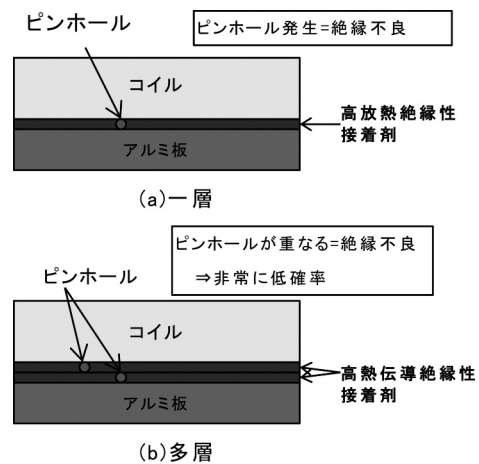 ピンホール
ピンホール発生=絶縁不良
コイル
高放熱絶縁性
接着剤
アルミ板
(a)一層
ピンホールが重なる=絶縁不良
⇒非常に低確率
ピンホール
コイル
高熱伝導絶縁性
接着剤
アルミ板
(b)多層